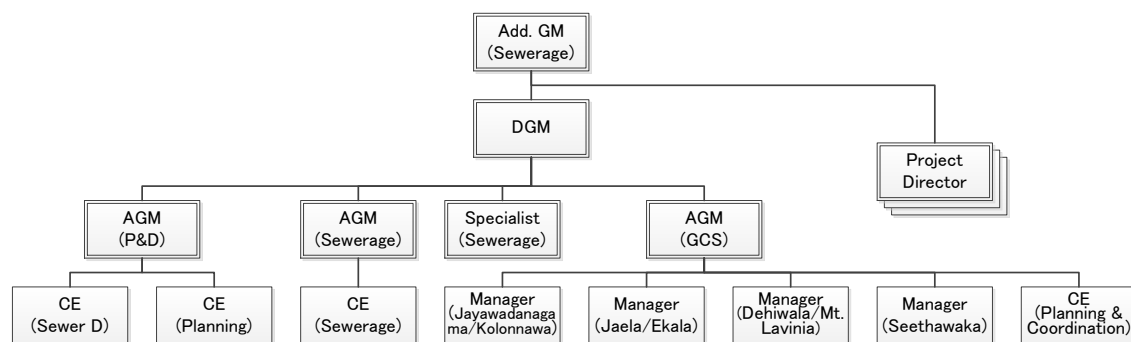 Add. GM
(Sewerage)
DGM
Project
Director
AGM
(P&D)
AGM
(Sewerage)
Specialist
(Sewerage)
AGM
(GCS)
CE
(Sewer D)
CE
(Planning)
CE
(Sewerage)
Manager
(Jayawadanaga
ma/Kolonnawa)
Manager
(Jaela/Ekala)
Manager
(Dehiwala/Mt.
Lavinia)
Manager
(Seethawaka)
CE
(Planning &
Coordination)